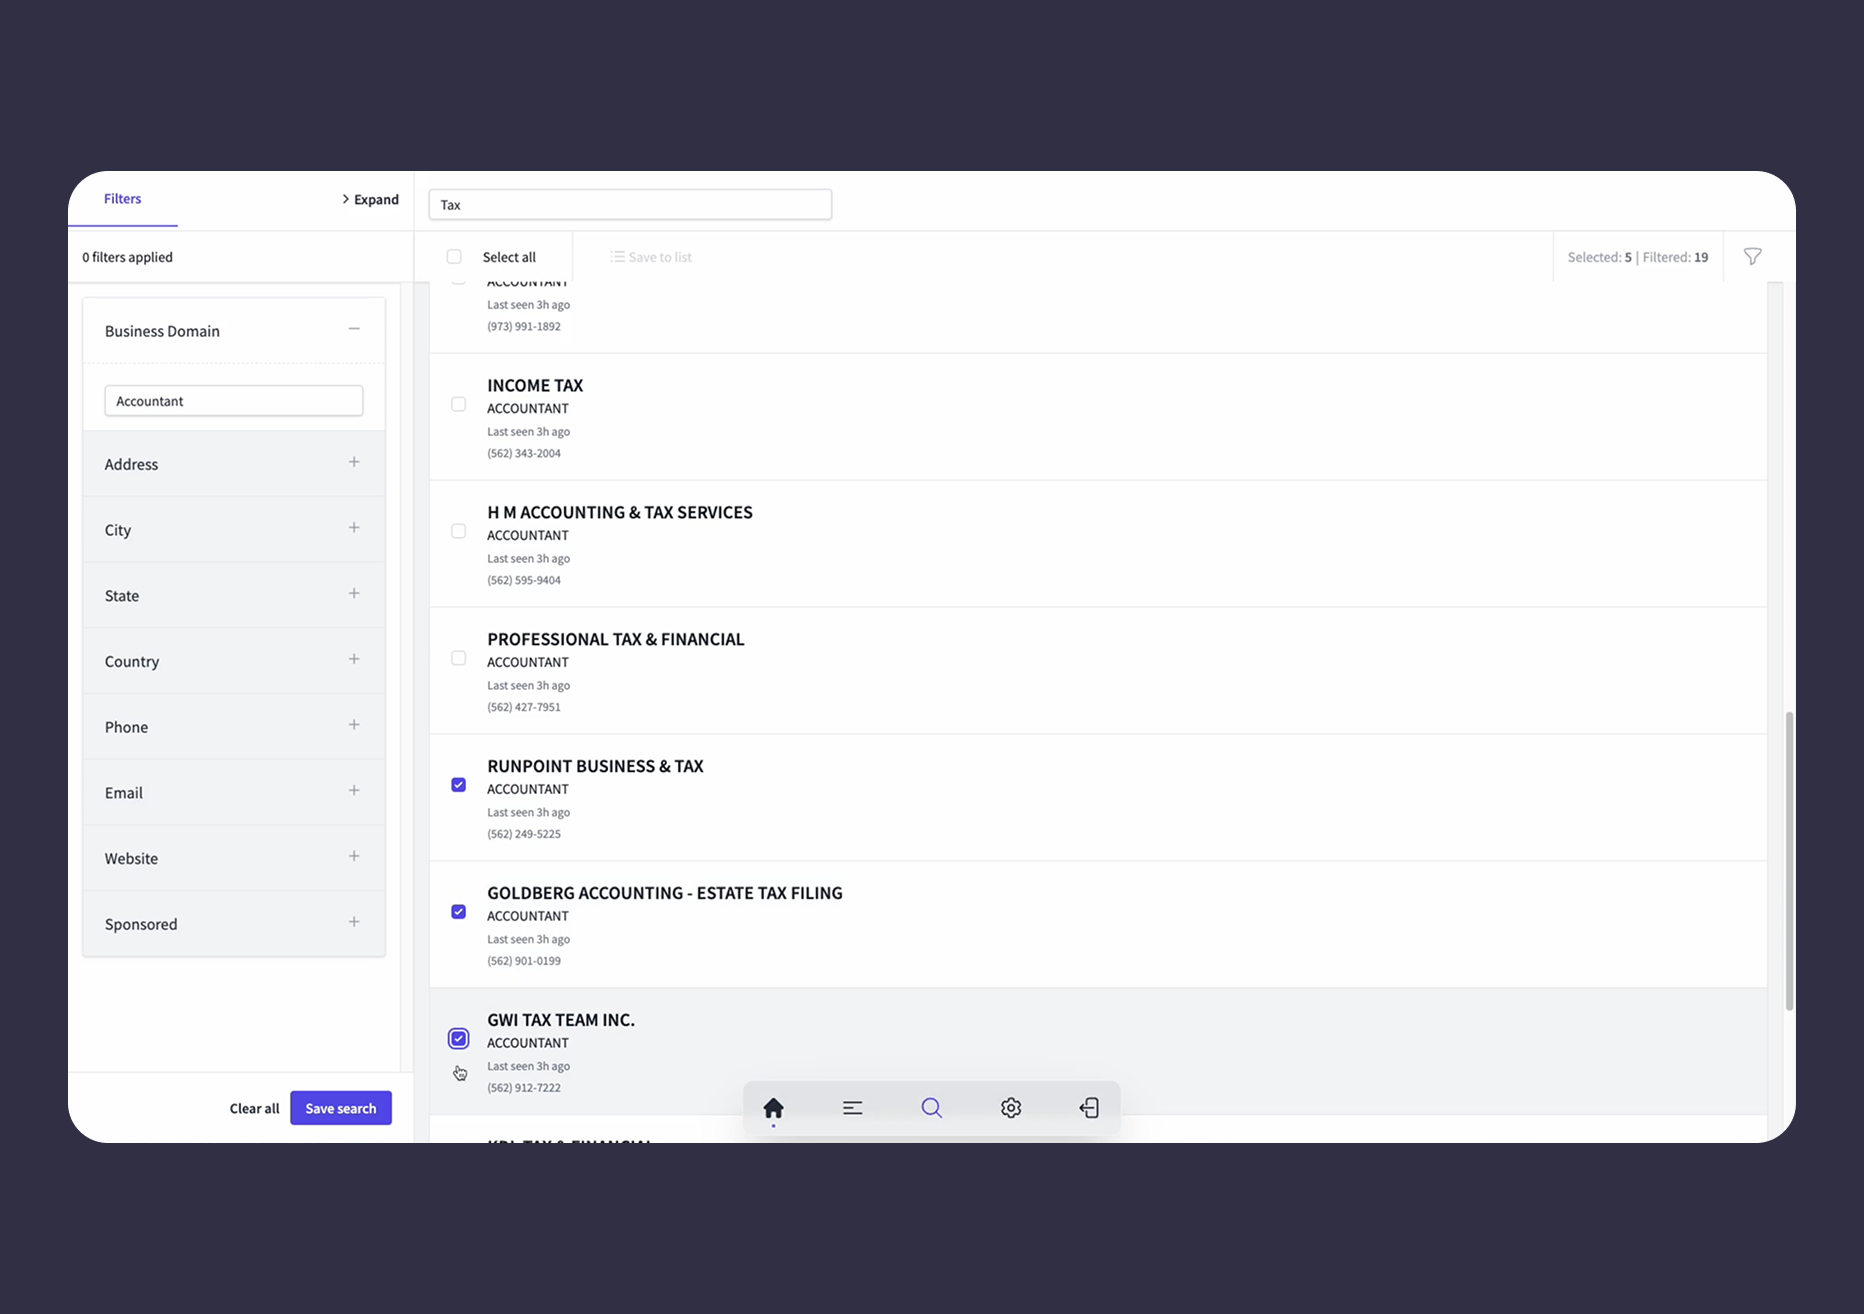 Filters
Expand
Tax
0 filters applied
Select all
Save to list
Selected: 5 | Filtered: 19
Business Domain
Accountant
Address
City
State
Country
Phone
Email
Website
Sponsored
Clear all
Save search
ACCOUNTANT
Last seen 3h ago
(973) 991-1892
INCOME TAX
ACCOUNTANT
Last seen 3h ago
(562) 343-2004
H M ACCOUNTING & TAX SERVICES
ACCOUNTANT
Last seen 3h ago
(562) 595-9404
PROFESSIONAL TAX & FINANCIAL
ACCOUNTANT
Last seen 3h ago
(562) 427-7951
RUNPOINT BUSINESS & TAX
ACCOUNTANT
Last seen 3h ago
(562) 249-5225
GOLDBERG ACCOUNTING - ESTATE TAX FILING
ACCOUNTANT
Last seen 3h ago
(562) 901-0199
GWI TAX TEAM INC.
ACCOUNTANT
Last seen 3h ago
(562) 912-7222
TAX & FINANCIAL